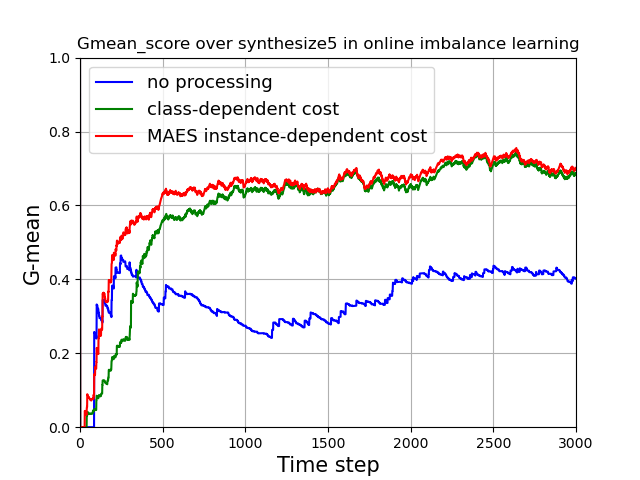 Gmean_score over synthesize5 in online imbalance learning
1.0
0.8
0.6
0.4
0.2
0.0
G-mean
no processing
class-dependent cost
MAES instance-dependent cost
0
500
1000
1500
2000
2500
3000
Time step